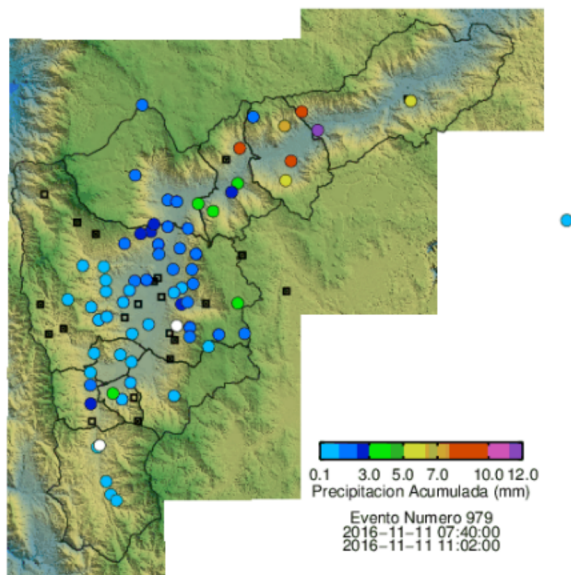 0.1 3.0 5.0 7.0 10.0 12.0
Precipitacion Acumulada (mm)
Evento Numero 979
2016-11-11 07:40:00
2016-11-11 11:02:00